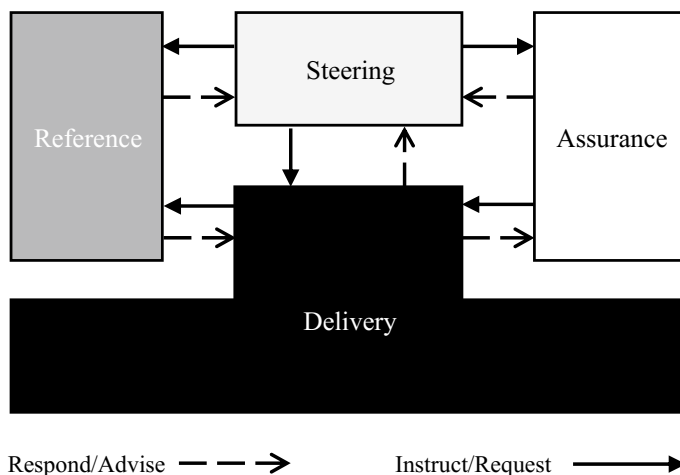 Steering
Reference
Assurance
Delivery
Respond/Advise
Instruct/Request